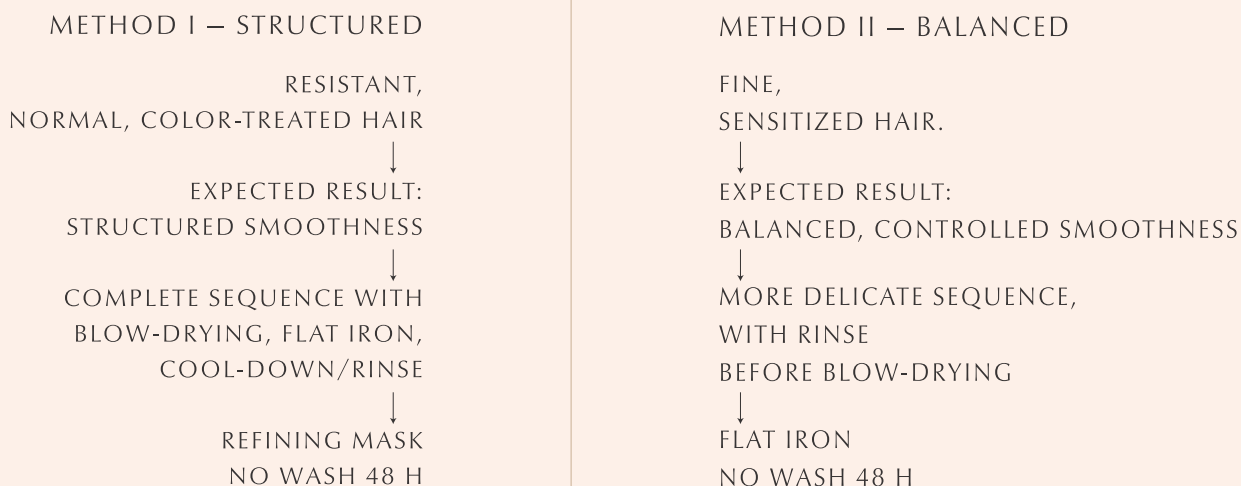 METHOD I – STRUCTURED
RESISTANT,
NORMAL, COLOR-TREATED HAIR
EXPECTED RESULT:
STRUCTURED SMOOTHNESS
COMPLETE SEQUENCE WITH
BLOW-DRYING, FLAT IRON,
COOL-DOWN/RINSE
REFINING MASK
NO WASH 48 H
METHOD II – BALANCED
FINE,
SENSITIZED HAIR.
EXPECTED RESULT:
BALANCED, CONTROLLED SMOOTHNESS
MORE DELICATE SEQUENCE,
WITH RINSE
BEFORE BLOW-DRYING
FLAT IRON
NO WASH 48 H